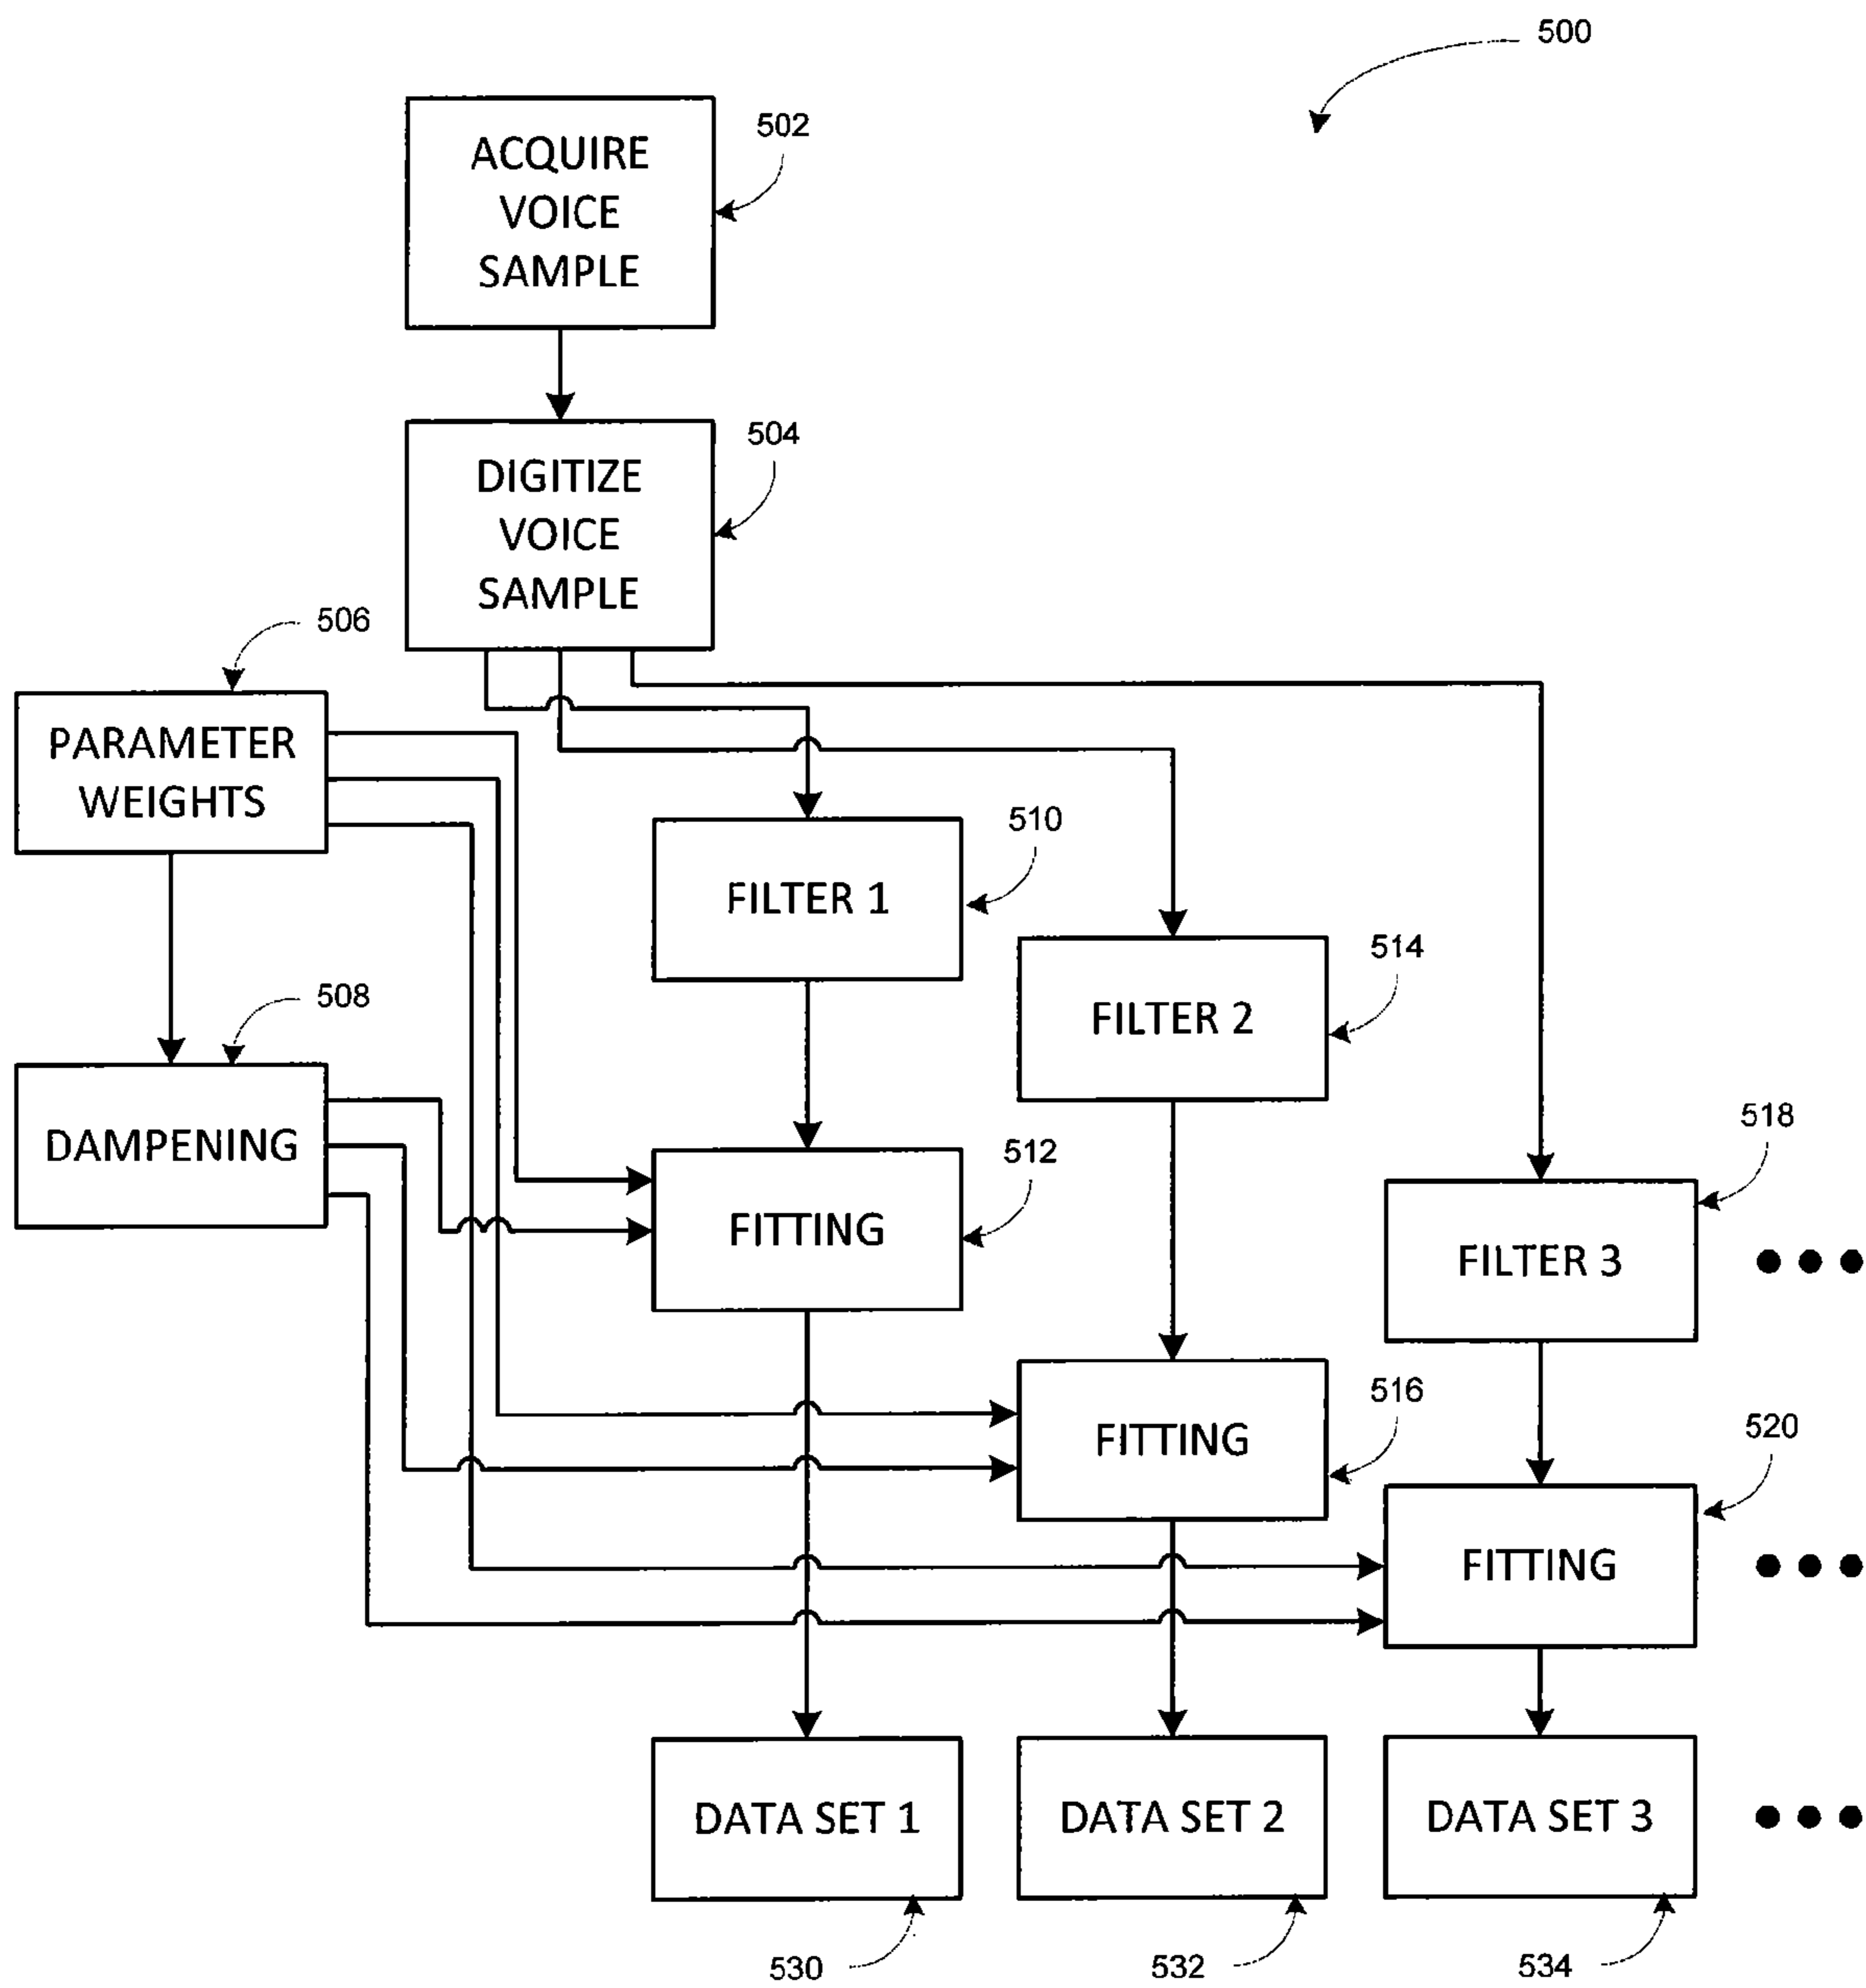 500
502
ACQUIRE
VOICE
SAMPLE
504
DIGITIZE
VOICE
SAMPLE
506
PARAMETER
WEIGHTS
510
FILTER 1
514
FILTER 2
508
DAMPENING
512
FITTING
518
FILTER 3
516
FITTING
520
FITTING
DATA SET 1
DATA SET 2
DATA SET 3
530
532
534